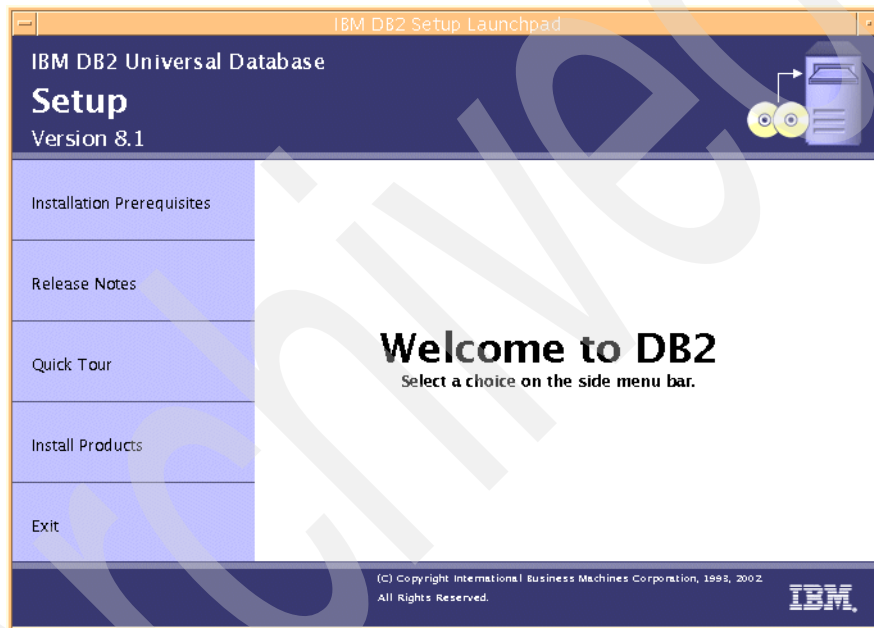 IBM DB2 Setup Launchpad
IBM DB2 Universal Database
Setup
Version 8.1
Installation Prerequisites
Release Notes
Quick Tour
Install Products
Exit
Welcome to DB2
Select a choice on the side menu bar.
(C) Copyright International Business Machines Corporation, 1993, 2002
All Rights Reserved.
IBM.
rchived